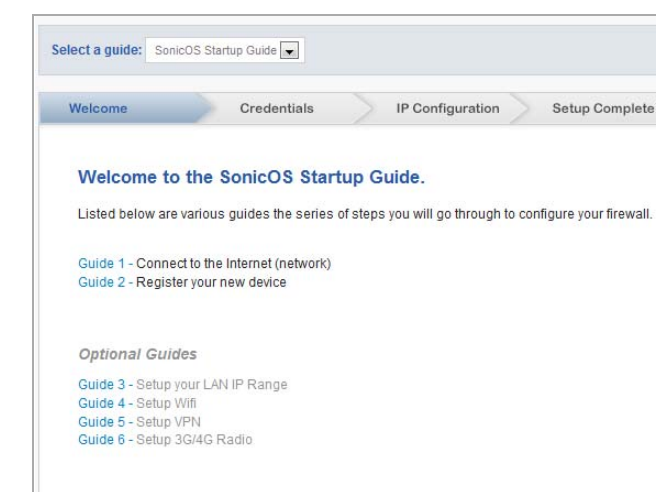 Select a guide: SonicOS Startup Guide
Welcome Credentials IP Configuration Setup Complete
Welcome to the SonicOS Startup Guide.
Listed below are various guides the series of steps you will go through to configure your firewall.
Guide 1 - Connect to the Internet (network)
Guide 2 - Register your new device
Optional Guides
Guide 3 - Setup your LAN IP Range
Guide 4 - Setup Wifi
Guide 5 - Setup VPN
Guide 6 - Setup 3G/4G Radio